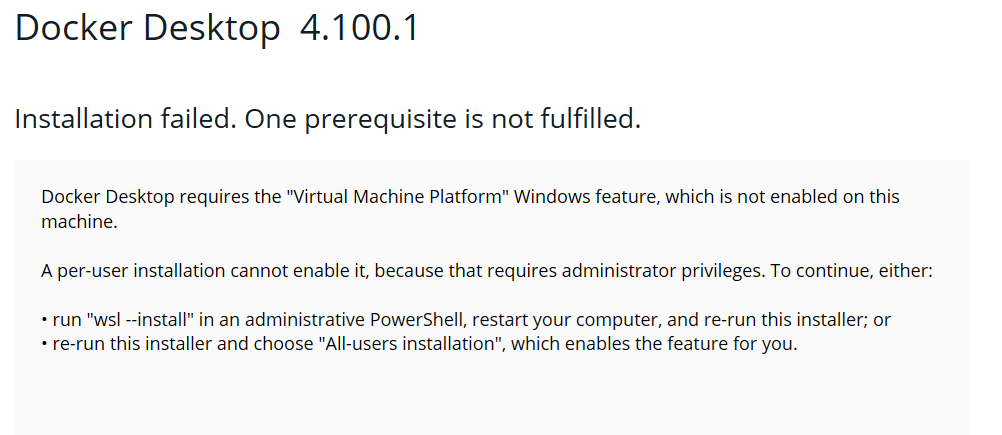 Docker Desktop 4.100.1
Installation failed. One prerequisite is not fulfilled.
Docker Desktop requires the "Virtual Machine Platform" Windows feature, which is not enabled on this
machine.
A per-user installation cannot enable it, because that requires administrator privileges. To continue, either:
• run "wsl --install" in an administrative PowerShell, restart your computer, and re-run this installer; or
• re-run this installer and choose "All-users installation", which enables the feature for you.